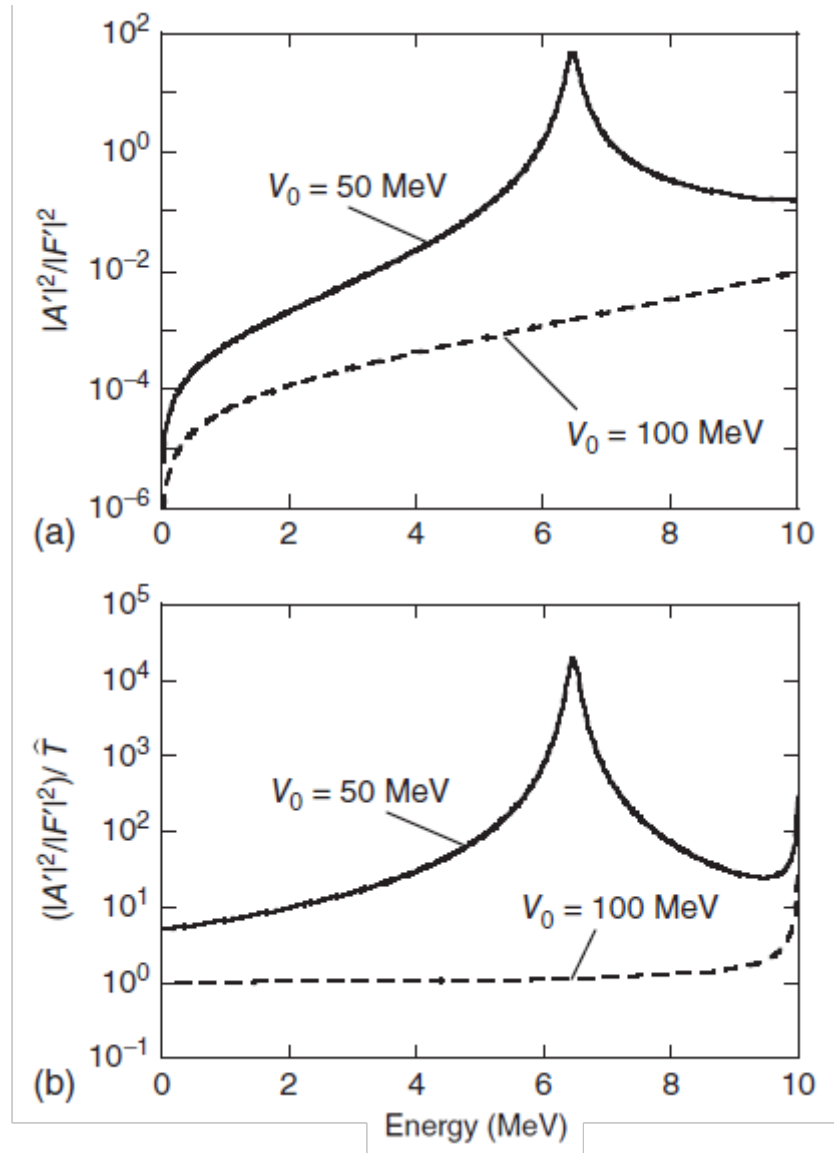 10²
10⁰
10⁻²
10⁻⁴
10⁻⁶
|A′|²/|F′|²
V₀ = 50 MeV
V₀ = 100 MeV
0 2 4 6 8 10
(a)
10⁵
10⁴
10³
10²
10¹
10⁰
10⁻¹
(|A′|²/|F′|²)/ T̂
V₀ = 50 MeV
V₀ = 100 MeV
0 2 4 6 8 10
(b)
Energy (MeV)